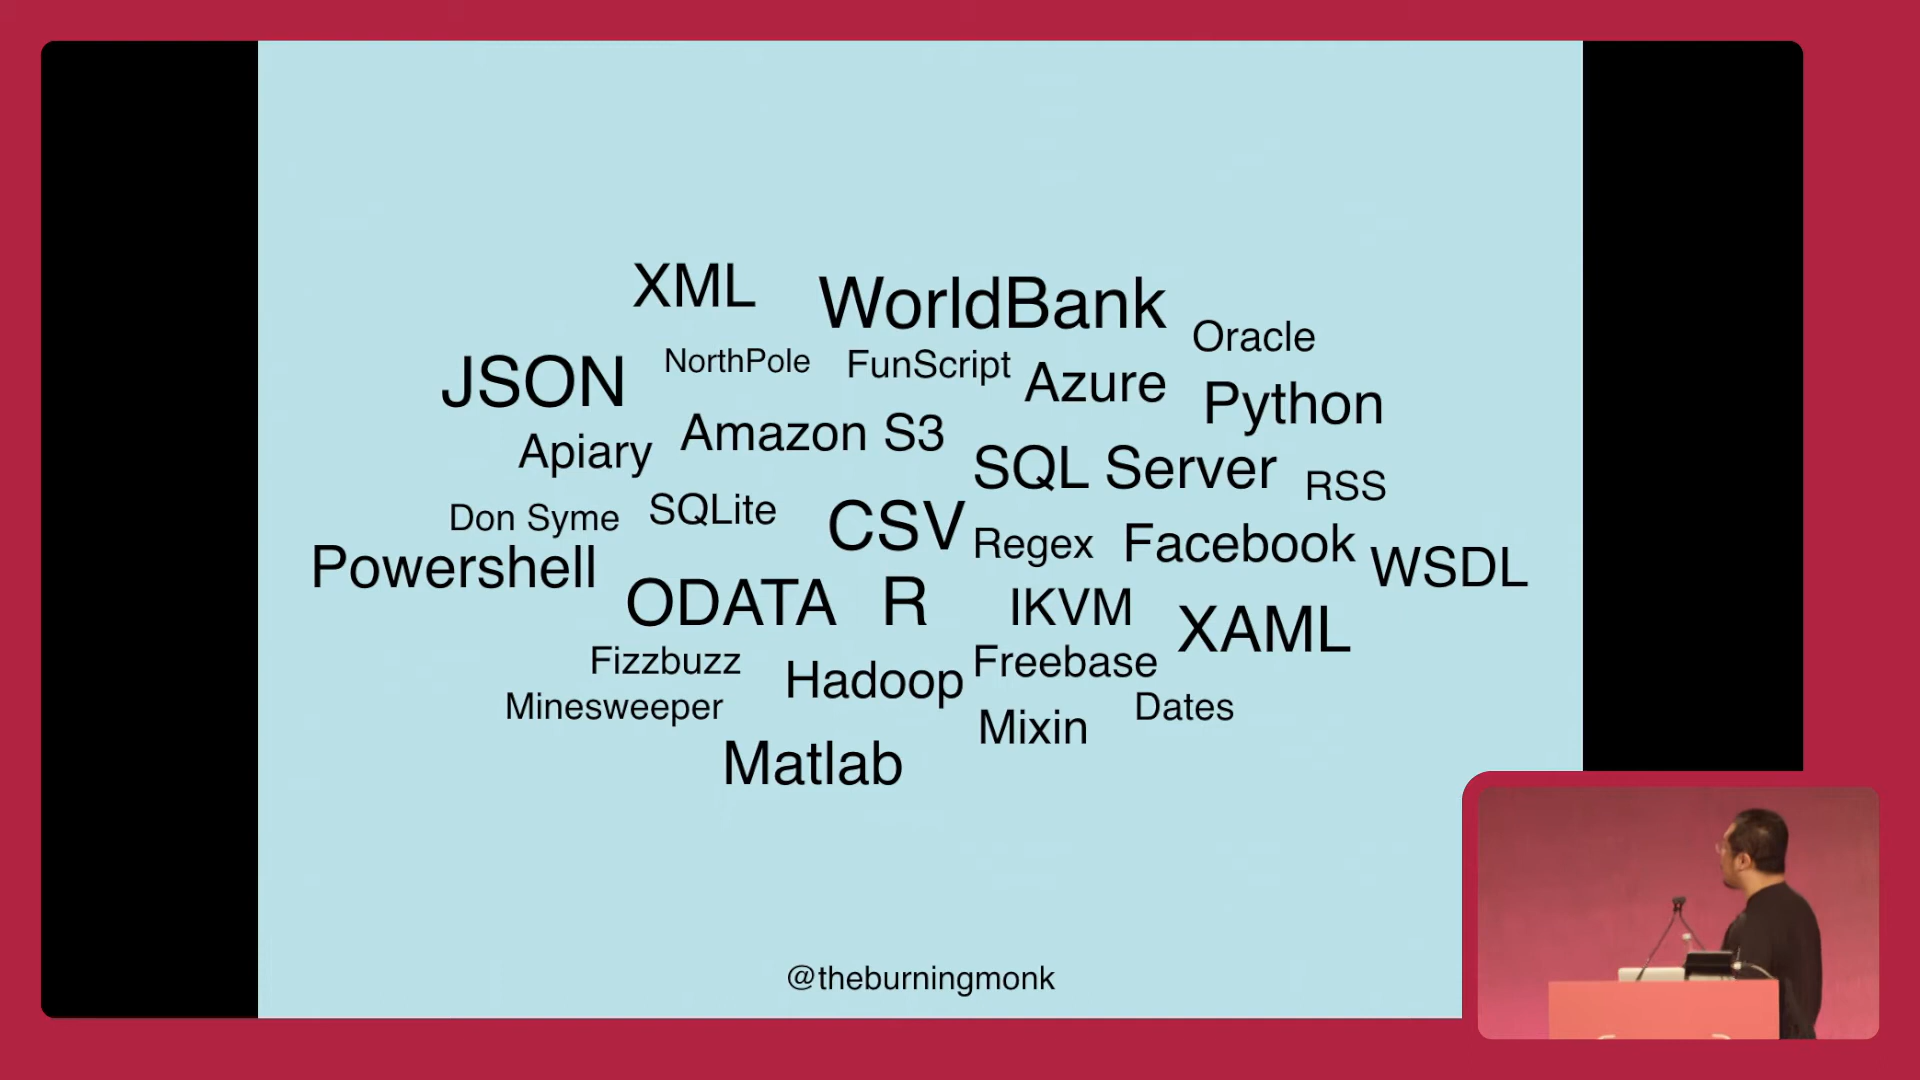 XML
WorldBank
Oracle
JSON
NorthPole
FunScript
Azure
Python
Apiary
Amazon S3
SQL Server
RSS
Don Syme
SQLite
CSV
Regex
Facebook
WSDL
Powershell
ODATA
R
IKVM
XAML
Fizzbuzz
Hadoop
Freebase
Minesweeper
Mixin
Dates
Matlab
@theburningmonk